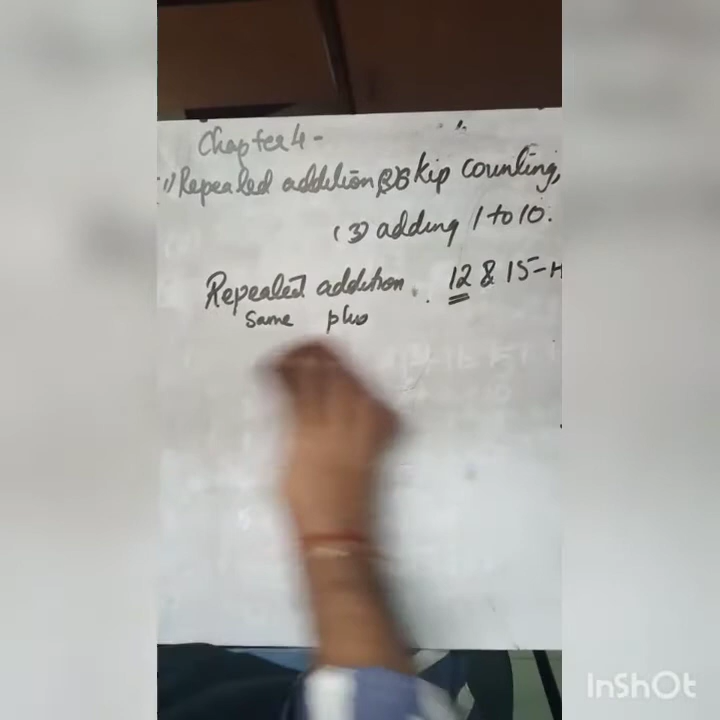 Chapter 4 -
(1) Repeated addition (2) Skip counting,
(3) adding 1 to 10.
Repeated addition. 12 & 15 - H
same plus
InShOt